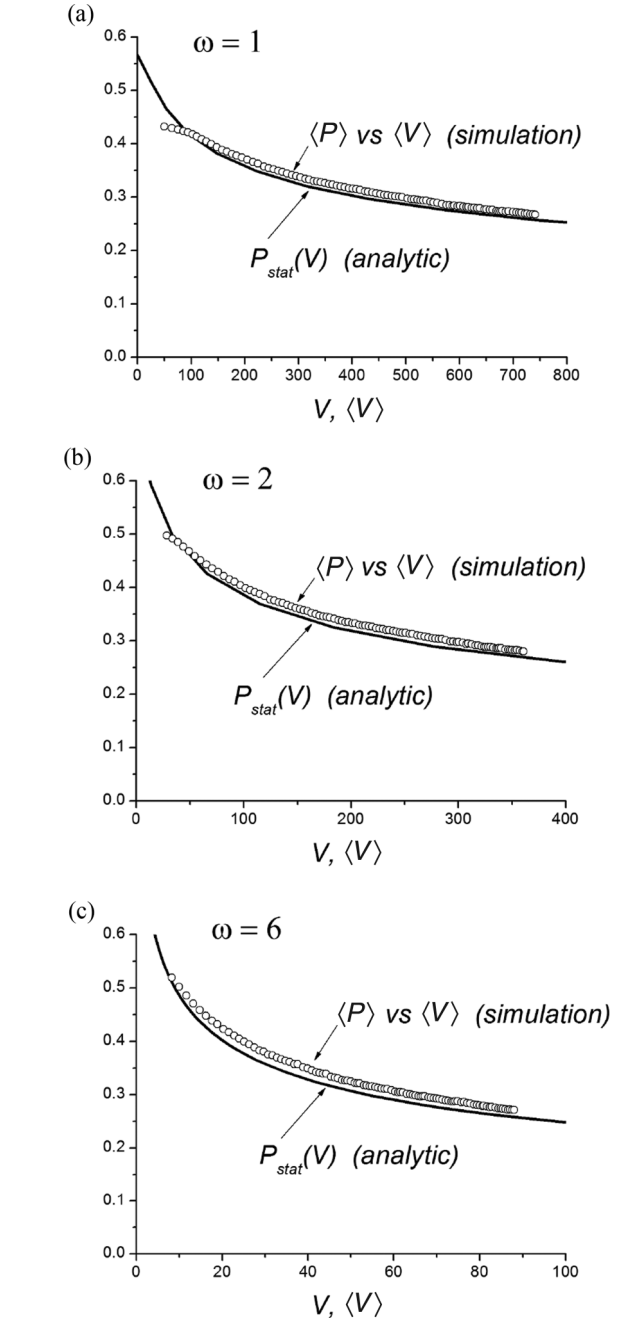 (a)
ω = 1
0.6
0.5
0.4
0.3
0.2
0.1
0.0
⟨P⟩ vs ⟨V⟩ (simulation)
P_stat(V) (analytic)
0 100 200 300 400 500 600 700 800
V, ⟨V⟩
(b)
ω = 2
0.6
0.5
0.4
0.3
0.2
0.1
0.0
⟨P⟩ vs ⟨V⟩ (simulation)
P_stat(V) (analytic)
0 100 200 300 400
V, ⟨V⟩
(c)
ω = 6
0.6
0.5
0.4
0.3
0.2
0.1
0.0
⟨P⟩ vs ⟨V⟩ (simulation)
P_stat(V) (analytic)
0 20 40 60 80 100
V, ⟨V⟩